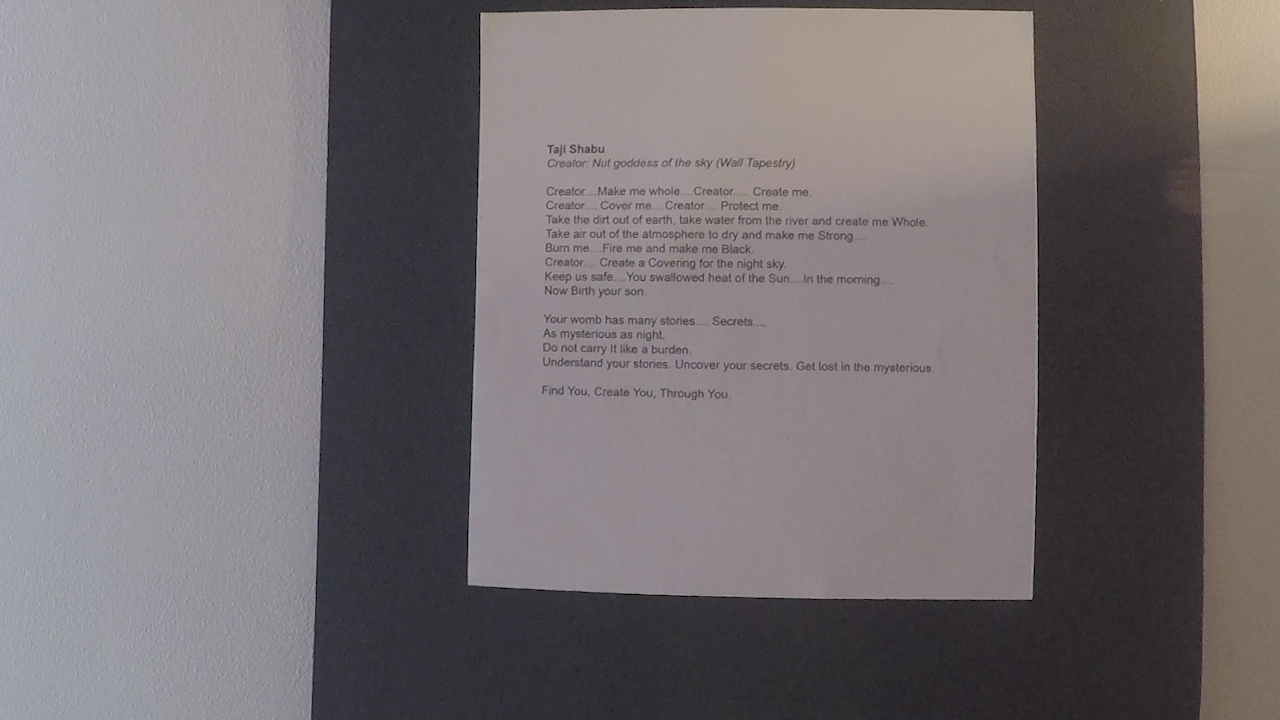 Taji Shabu
Creator: Nut goddess of the sky (Wall Tapestry)
Creator....Make me whole....Creator..... Create me.
Creator.... Cover me....Creator.... Protect me.
Take the dirt out of earth, take water from the river and create me Whole.
Take air out of the atmosphere to dry and make me Strong....
Burn me....Fire me and make me Black.
Creator.... Create a Covering for the night sky.
Keep us safe....You swallowed heat of the Sun....In the morning....
Now Birth your son.
Your womb has many stories.... Secrets....
As mysterious as night.
Do not carry It like a burden.
Understand your stories. Uncover your secrets. Get lost in the mysterious.
Find You, Create You, Through You.